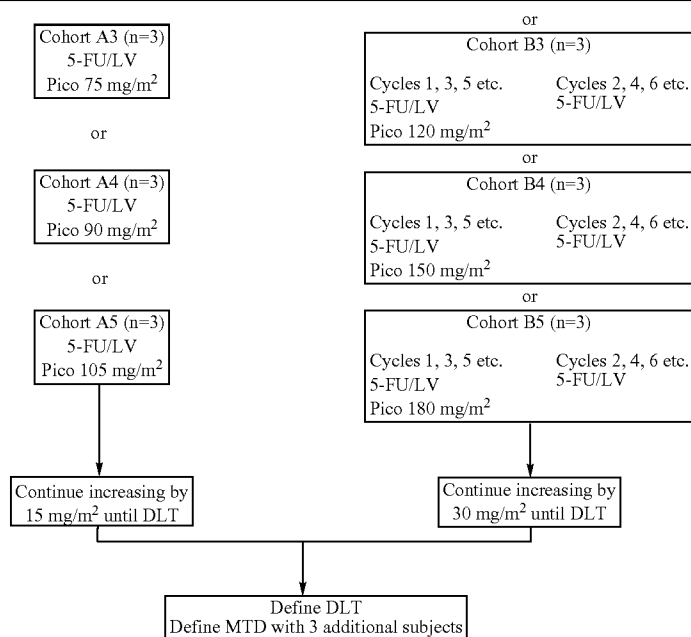 Cohort A3 (n=3)
5-FU/LV
Pico 75 mg/m²
or
Cohort A4 (n=3)
5-FU/LV
Pico 90 mg/m²
or
Cohort A5 (n=3)
5-FU/LV
Pico 105 mg/m²
Continue increasing by
15 mg/m² until DLT
or
Cohort B3 (n=3)
Cycles 1, 3, 5 etc.
5-FU/LV
Pico 120 mg/m²
Cycles 2, 4, 6 etc.
5-FU/LV
or
Cohort B4 (n=3)
Cycles 1, 3, 5 etc.
5-FU/LV
Pico 150 mg/m²
Cycles 2, 4, 6 etc.
5-FU/LV
or
Cohort B5 (n=3)
Cycles 1, 3, 5 etc.
5-FU/LV
Pico 180 mg/m²
Cycles 2, 4, 6 etc.
5-FU/LV
Continue increasing by
30 mg/m² until DLT
Define DLT
Define MTD with 3 additional subjects